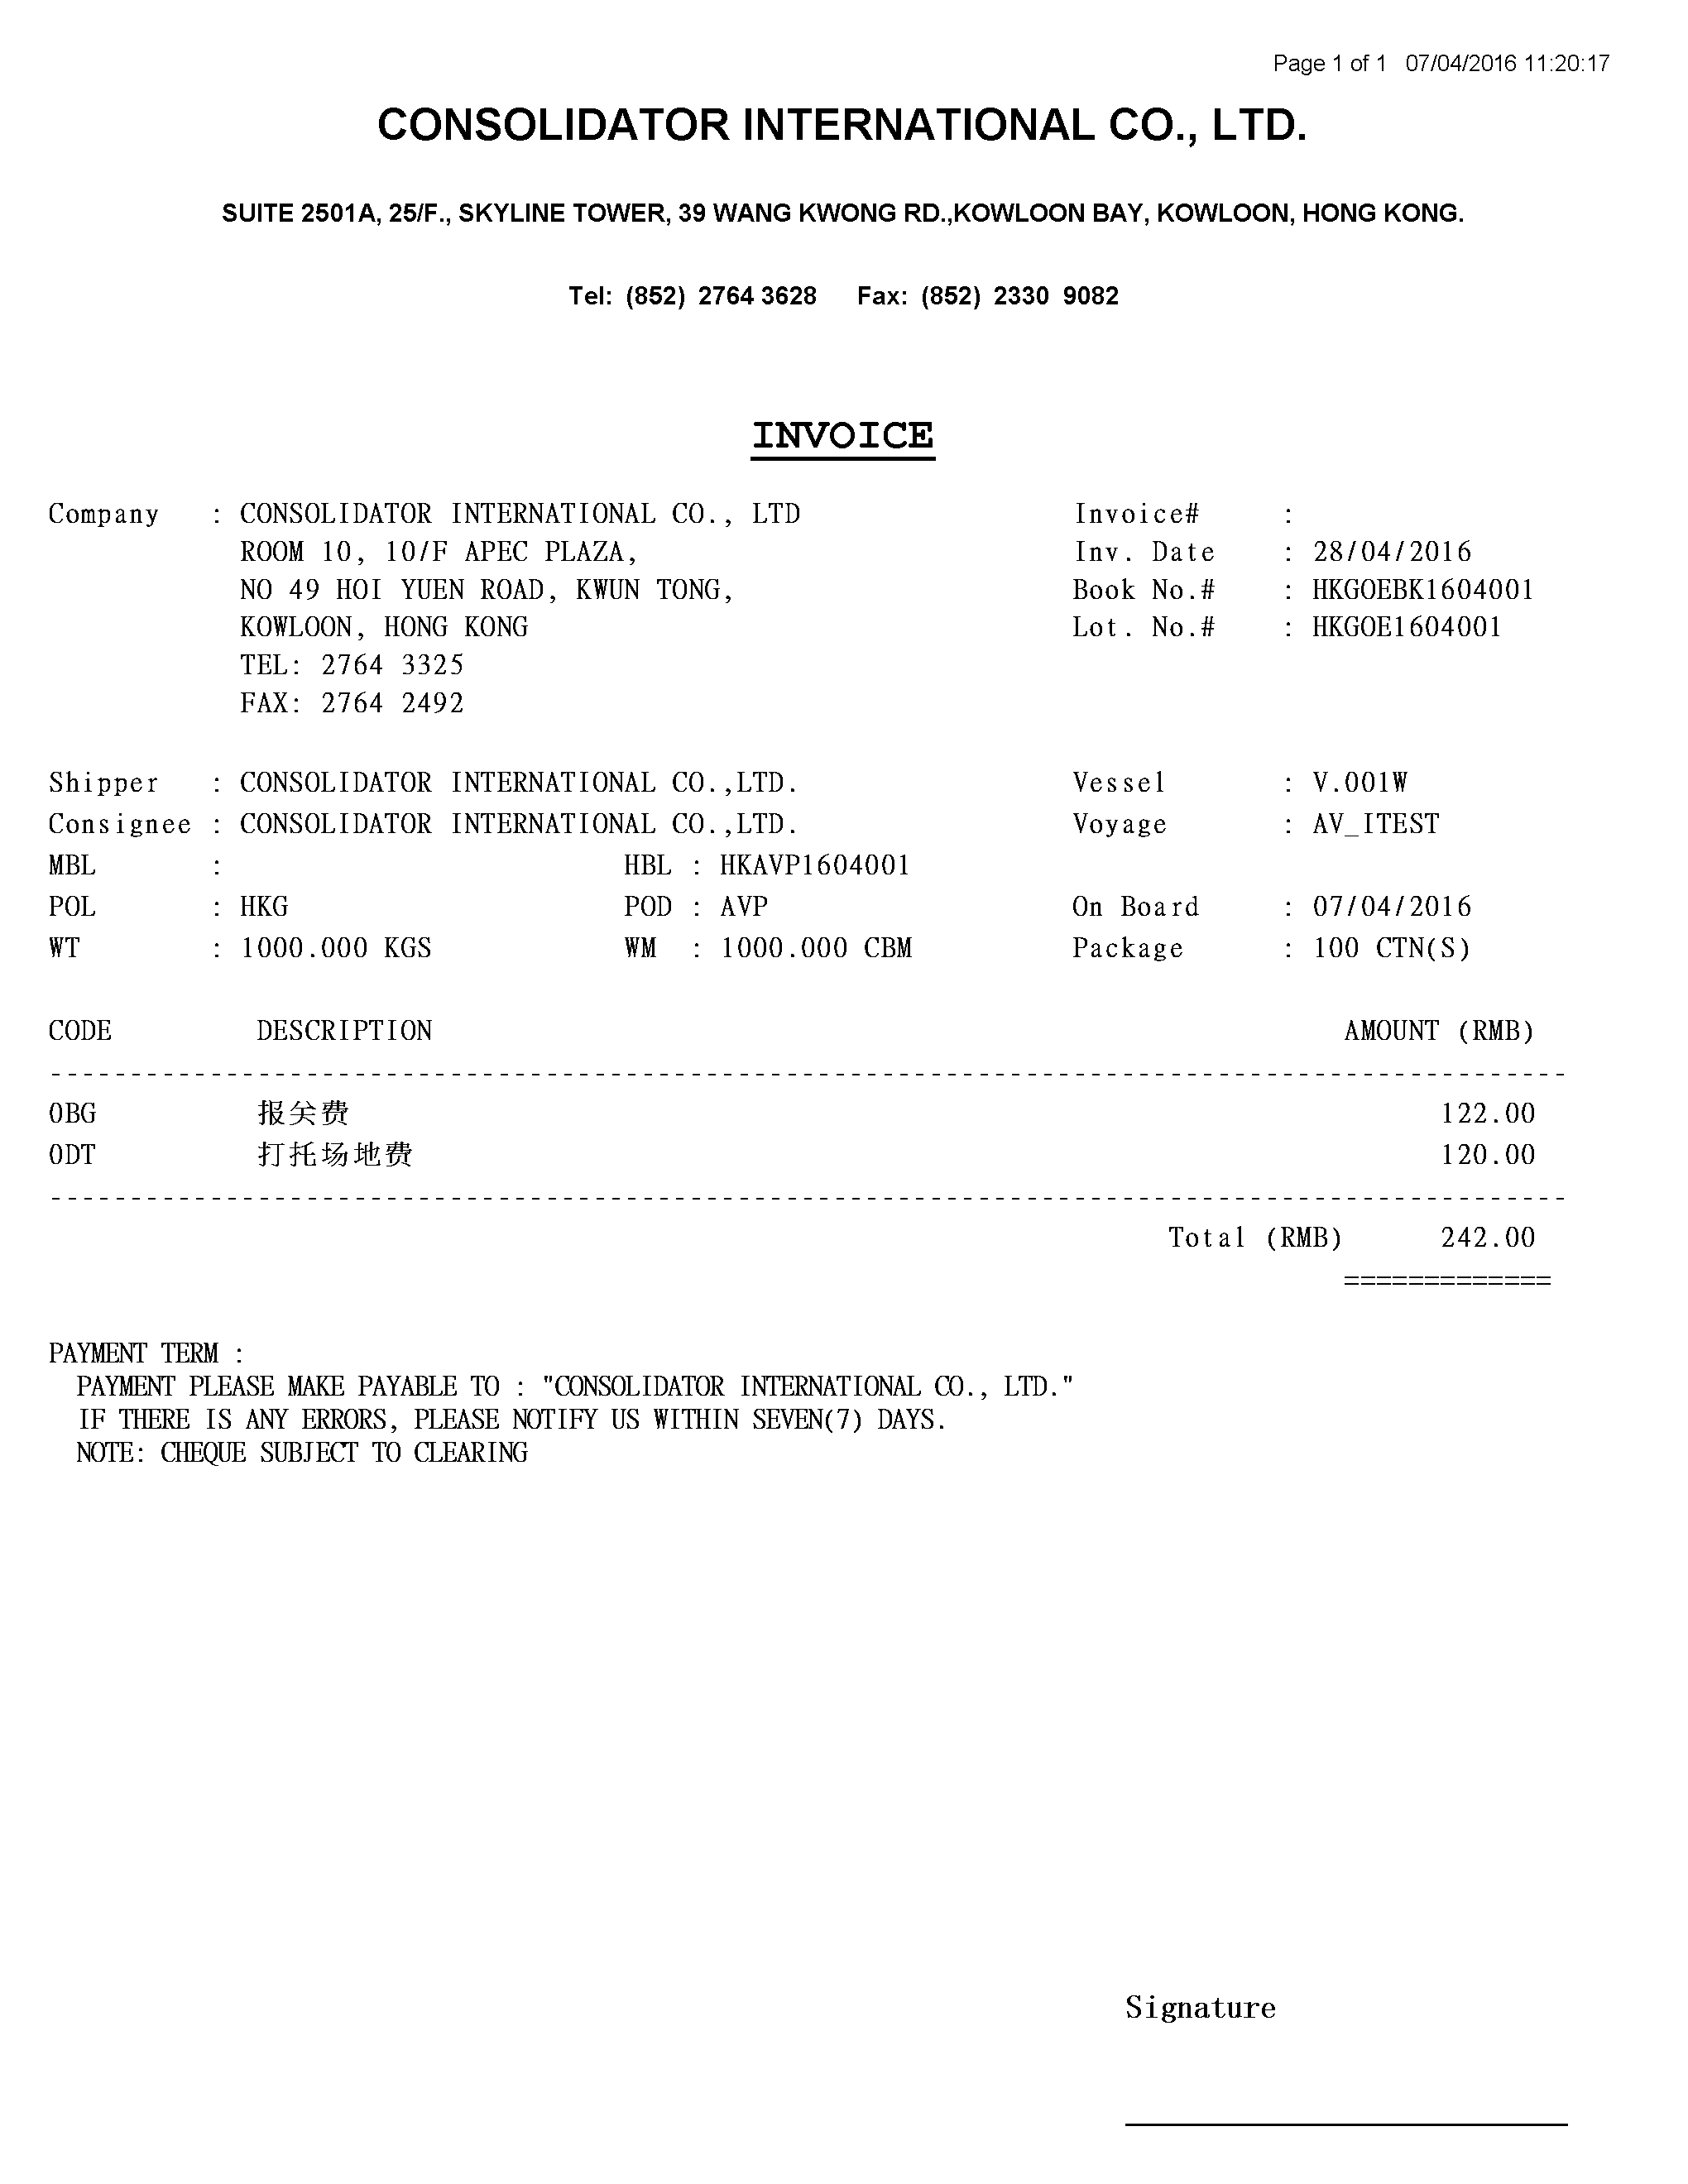 Page 1 of 1 07/04/2016 11:20:17
CONSOLIDATOR INTERNATIONAL CO., LTD.
SUITE 2501A, 25/F., SKYLINE TOWER, 39 WANG KWONG RD.,KOWLOON BAY, KOWLOON, HONG KONG.
Tel: (852) 2764 3628 Fax: (852) 2330 9082
INVOICE
Company : CONSOLIDATOR INTERNATIONAL CO., LTD Invoice# :
ROOM 10, 10/F APEC PLAZA, Inv. Date : 28/04/2016
NO 49 HOI YUEN ROAD, KWUN TONG, Book No.# : HKGOEBK1604001
KOWLOON, HONG KONG Lot. No.# : HKGOE1604001
TEL: 2764 3325
FAX: 2764 2492
Shipper : CONSOLIDATOR INTERNATIONAL CO.,LTD. Vessel : V.001W
Consignee : CONSOLIDATOR INTERNATIONAL CO.,LTD. Voyage : AV_ITEST
MBL : HBL : HKAVP1604001
POL : HKG POD : AVP On Board : 07/04/2016
WT : 1000.000 KGS WM : 1000.000 CBM Package : 100 CTN(S)
CODE DESCRIPTION AMOUNT (RMB)
OBG 报关费 122.00
ODT 打托场地费 120.00
Total (RMB) 242.00
=============
PAYMENT TERM :
PAYMENT PLEASE MAKE PAYABLE TO : "CONSOLIDATOR INTERNATIONAL CO., LTD."
IF THERE IS ANY ERRORS, PLEASE NOTIFY US WITHIN SEVEN(7) DAYS.
NOTE: CHEQUE SUBJECT TO CLEARING
Signature